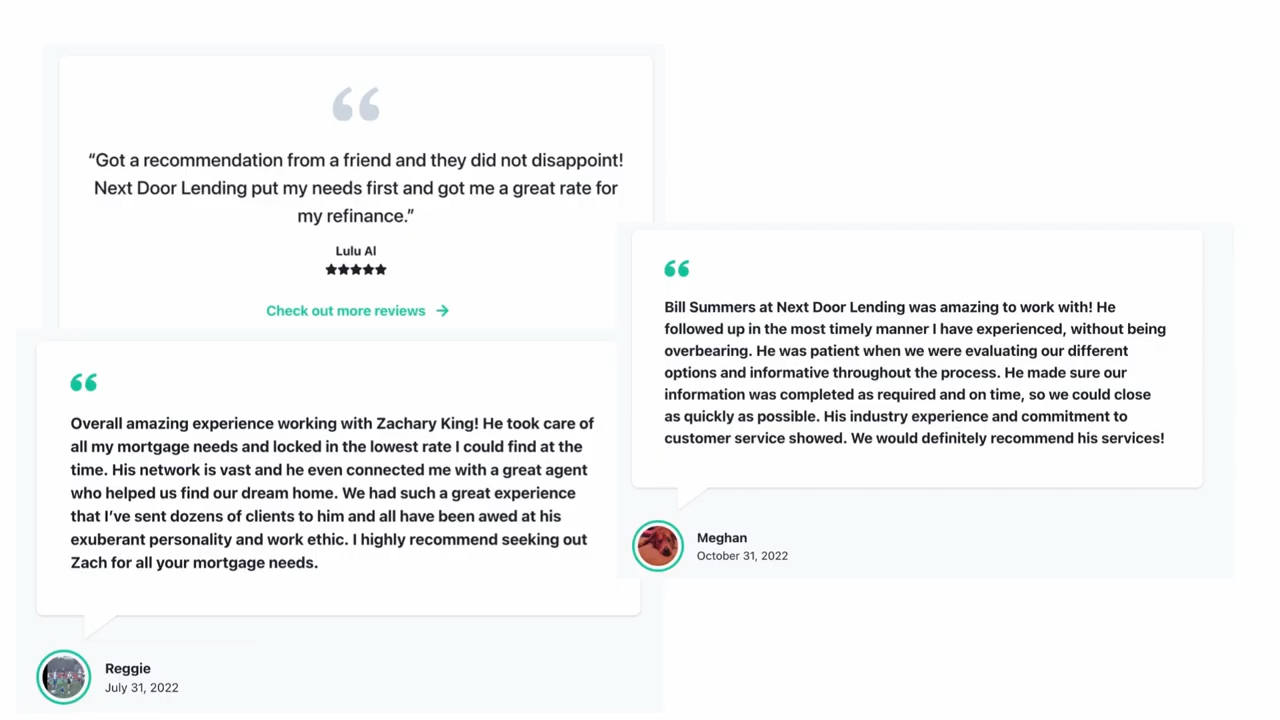 “Got a recommendation from a friend and they did not disappoint!
Next Door Lending put my needs first and got me a great rate for
my refinance.”
Lulu Al
★★★★★
Check out more reviews →
Overall amazing experience working with Zachary King! He took care of
all my mortgage needs and locked in the lowest rate I could find at the
time. His network is vast and he even connected me with a great agent
who helped us find our dream home. We had such a great experience
that I’ve sent dozens of clients to him and all have been awed at his
exuberant personality and work ethic. I highly recommend seeking out
Zach for all your mortgage needs.
Reggie
July 31, 2022
Bill Summers at Next Door Lending was amazing to work with! He
followed up in the most timely manner I have experienced, without being
overbearing. He was patient when we were evaluating our different
options and informative throughout the process. He made sure our
information was completed as required and on time, so we could close
as quickly as possible. His industry experience and commitment to
customer service showed. We would definitely recommend his services!
Meghan
October 31, 2022